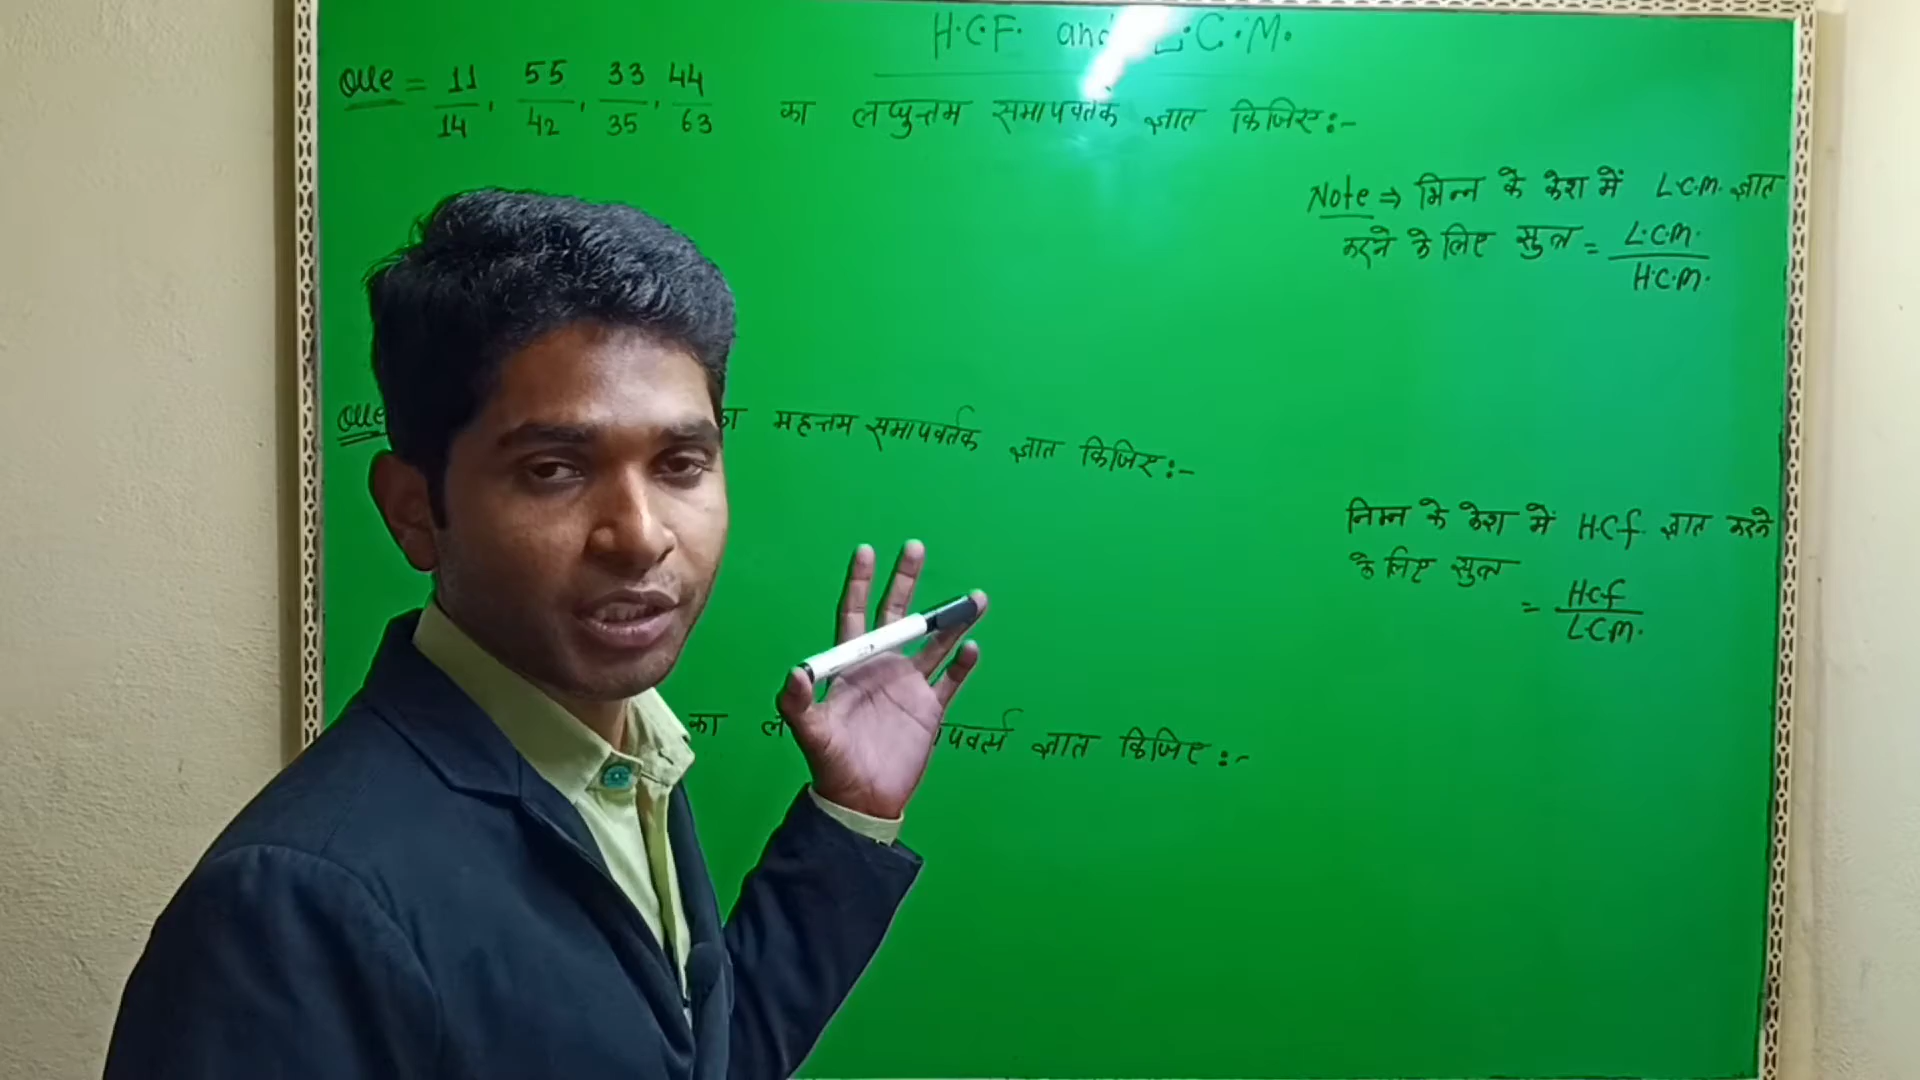 H.C.F. and L.C.M.
Que = 11/14, 55/42, 33/35, 44/63 का लघुत्तम समापवर्तक ज्ञात किजिए:-
Note ⇒ भिन्न के केश में L.C.M. ज्ञात
करने के लिए सुत्र = L.C.M. / H.C.M.
Que का महत्तम समापवर्तक ज्ञात किजिए:-
निम्न के केश में H.C.f. ज्ञात करने
के लिए सुत्र
= H.C.f / L.C.M.
का ल पवर्त्य ज्ञात किजिए:-